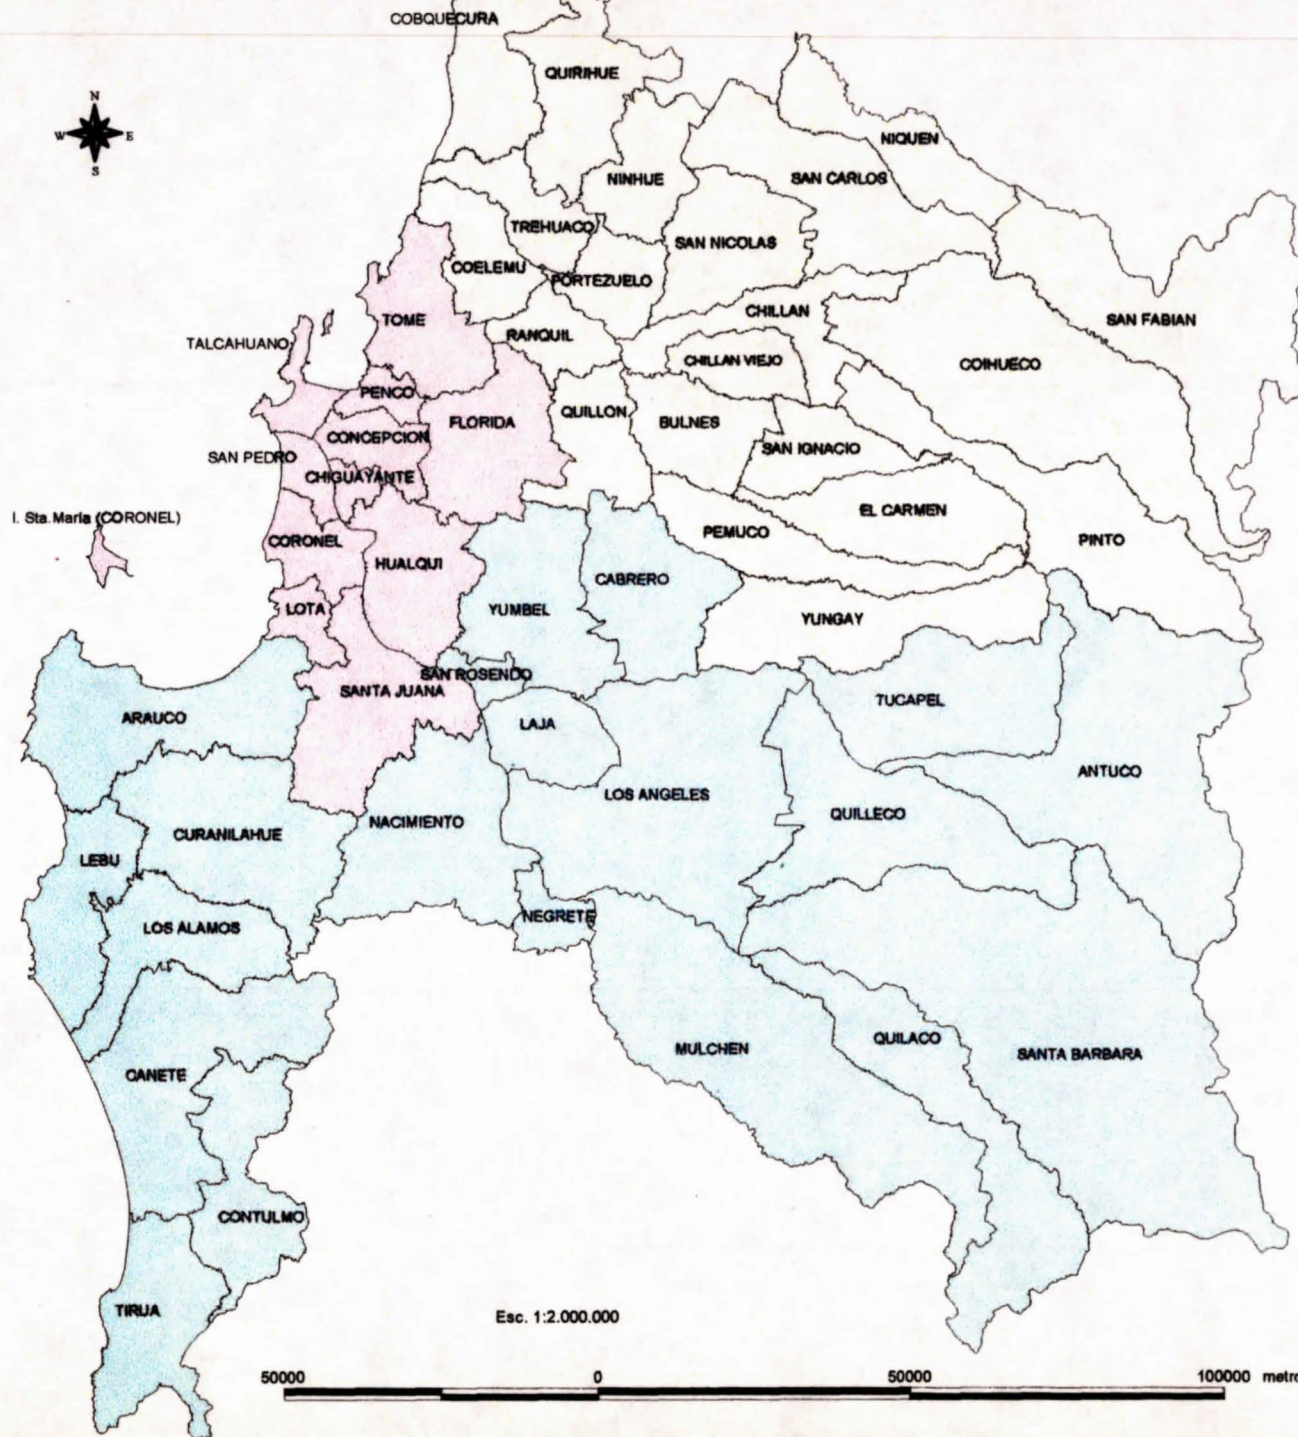 COBQUECURA
QUIRIHUE
N
W E
S
NIQUEN
NINHUE
SAN CARLOS
TREHUACO
SAN NICOLAS
COELEMU
PORTEZUELO
CHILLAN
TOME
SAN FABIAN
RANQUIL
TALCAHUANO
CHILLAN VIEJO
COIHUECO
PENCO
QUILLON
FLORIDA
BULNES
CONCEPCION
SAN IGNACIO
SAN PEDRO
CHIGUAYANTE
EL CARMEN
I. Sta. Maria (CORONEL)
PEMUCO
CORONEL
PINTO
HUALQUI
CABRERO
LOTA
YUMBEL
YUNGAY
SAN ROSENDO
SANTA JUANA
TUCAPEL
ARAUCO
LAJA
ANTUCO
LOS ANGELES
QUILLECO
NACIMIENTO
CURANILAHUE
LEBU
NEGRETE
LOS ALAMOS
QUILACO
MULCHEN
SANTA BARBARA
CANETE
CONTULMO
TIRUA
Esc. 1:2.000.000
50000 0 50000 100000 metro